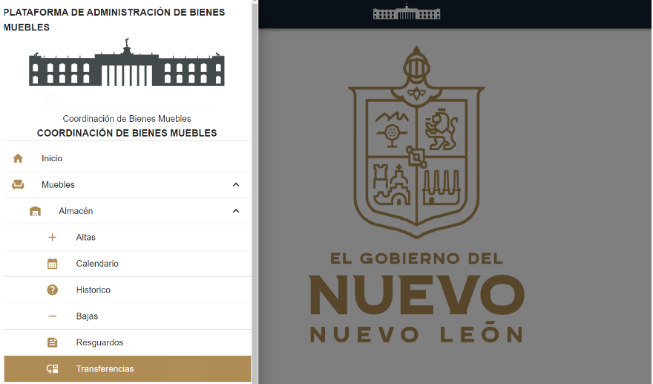 PLATAFORMA DE ADMINISTRACIÓN DE BIENES
MUEBLES
Coordinación de Bienes Muebles
COORDINACIÓN DE BIENES MUEBLES
Inicio
Muebles
Almacén
Altas
Calendario
Historico
Bajas
Resguardos
Transferencias
EL GOBIERNO DEL
NUEVO
NUEVO LEÓN